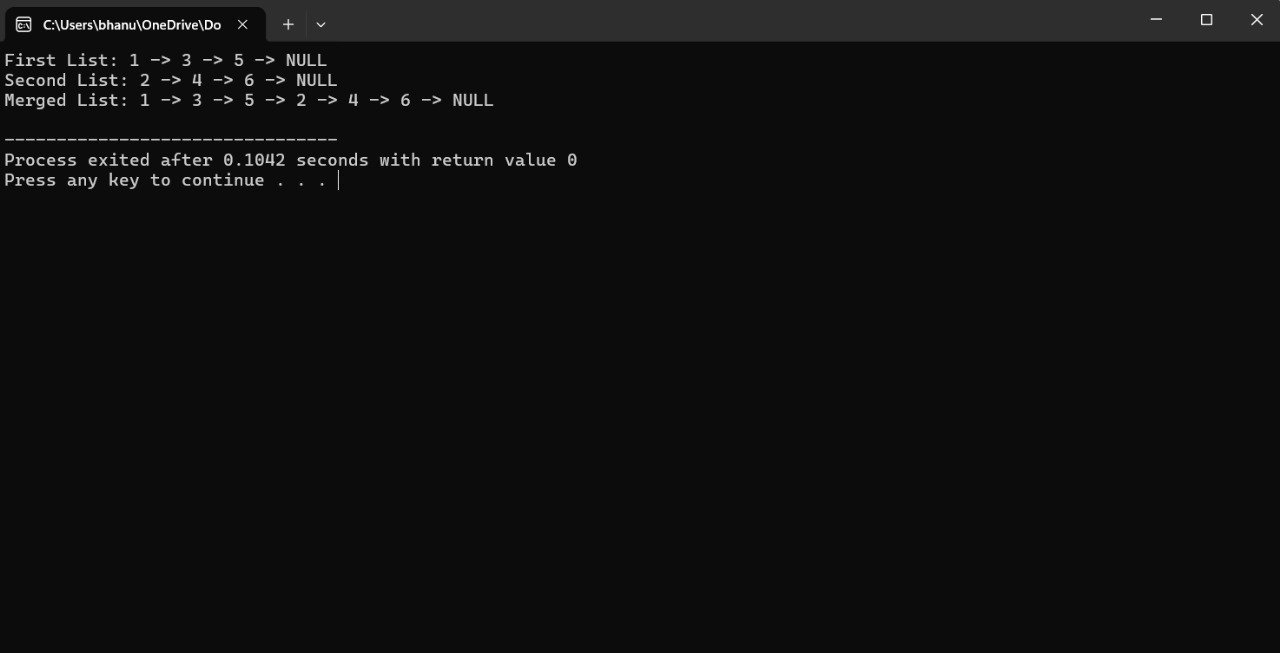 C:\Users\bhanu\OneDrive\Do
First List: 1 -> 3 -> 5 -> NULL
Second List: 2 -> 4 -> 6 -> NULL
Merged List: 1 -> 3 -> 5 -> 2 -> 4 -> 6 -> NULL
--------------------------------
Process exited after 0.1042 seconds with return value 0
Press any key to continue . . .